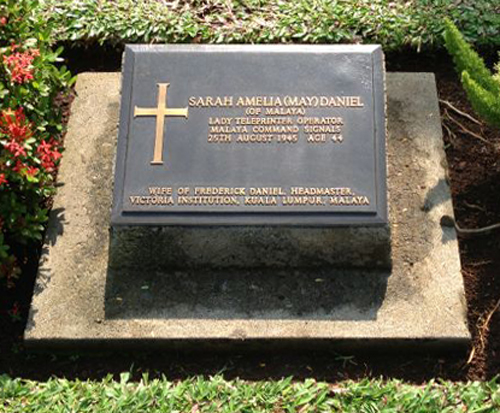 SARAH AMELIA (MAY) DANIEL
(OF MALAYA)
LADY TELEPRINTER OPERATOR
MALAYA COMMAND SIGNALS
25TH AUGUST 1945 AGE 44
WIFE OF FREDERICK DANIEL. HEADMASTER,
VICTORIA INSTITUTION, KUALA LUMPUR, MALAYA